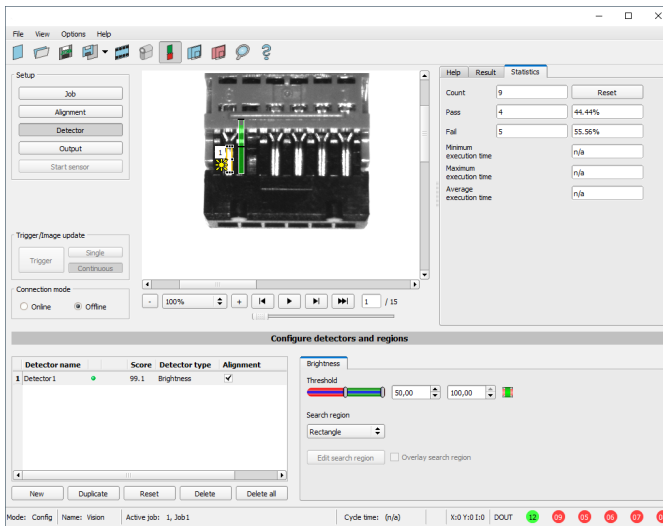 File View Options Help
Setup
Job
Alignment
Detector
Output
Start sensor
Trigger/Image update
Trigger
Single
Continuous
Connection mode
Online Offline
1
100%
1 / 15
Help Result Statistics
Count 9 Reset
Pass 4 44.44%
Fail 5 55.56%
Minimum
execution time n/a
Maximum
execution time n/a
Average
execution time n/a
Configure detectors and regions
Detector name Score Detector type Alignment
1 Detector1 99.1 Brightness
New Duplicate Reset Delete Delete all
Brightness
Threshold
50,00 100,00
Search region
Rectangle
Edit search region Overlay search region
Mode: Config Name: Vision Active job: 1, Job1 Cycle time: (n/a) X:0 Y:0 I:0 DOUT 12 09 05 06 07